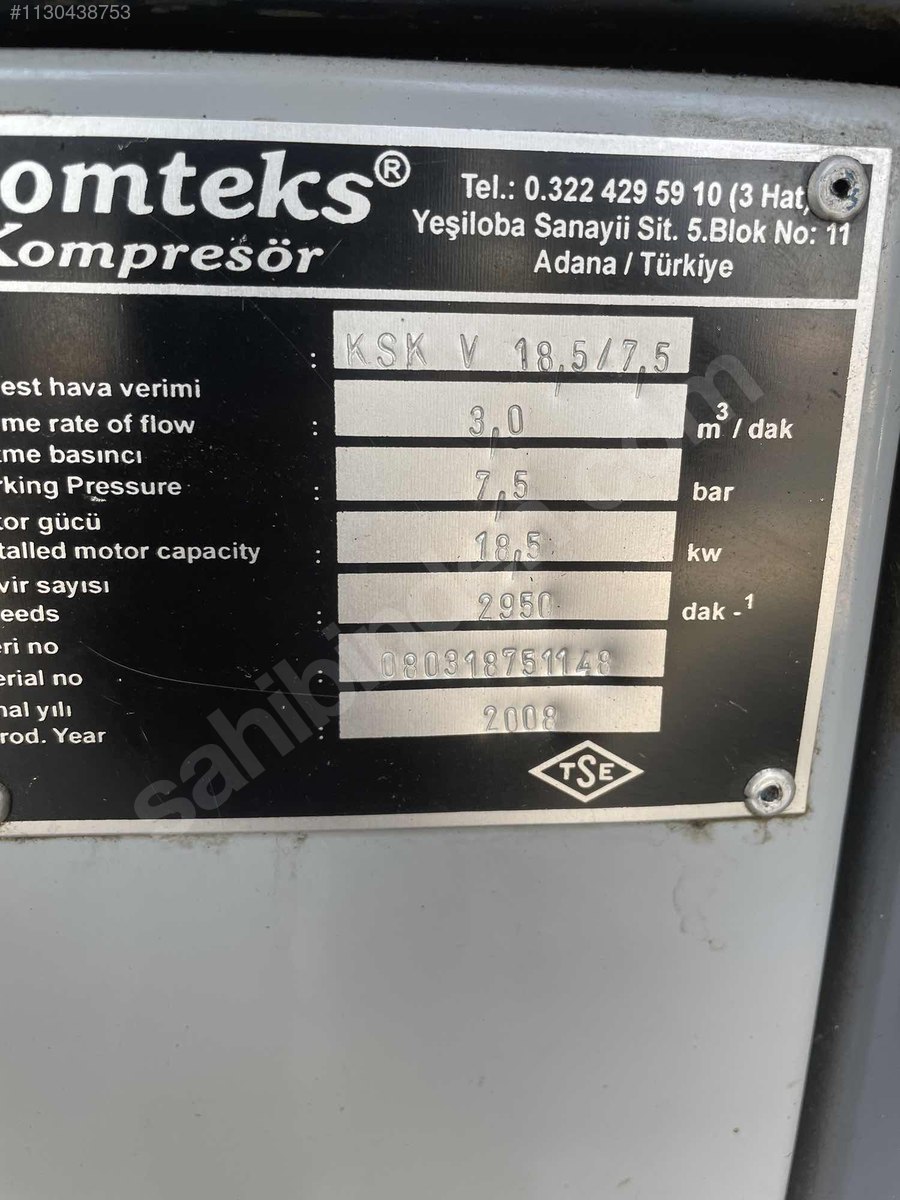 #1130438753
omteks®
Kompresör
Tel.: 0.322 429 59 10 (3 Hat)
Yeşiloba Sanayii Sit. 5.Blok No: 11
Adana / Türkiye
: KSK V 18,5/7,5
est hava verimi
me rate of flow : 3,0 m³ / dak
me basıncı
rking Pressure : 7,5 bar
tor gücü
talled motor capacity : 18,5 kw
vir sayısı
eeds : 2950 dak -¹
eri no
erial no : 080318751148
al yılı
rod. Year : 2008
TSE
sahibinden.com